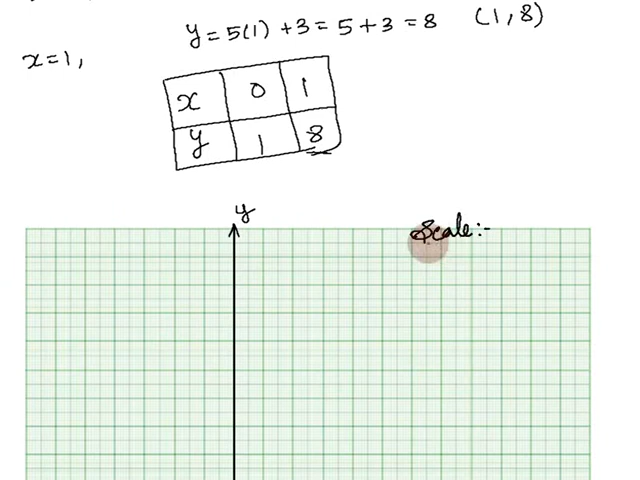 y = 5(1) + 3 = 5 + 3 = 8 (1, 8)
x = 1,
x 0 1
y 1 8
y
Scale:-